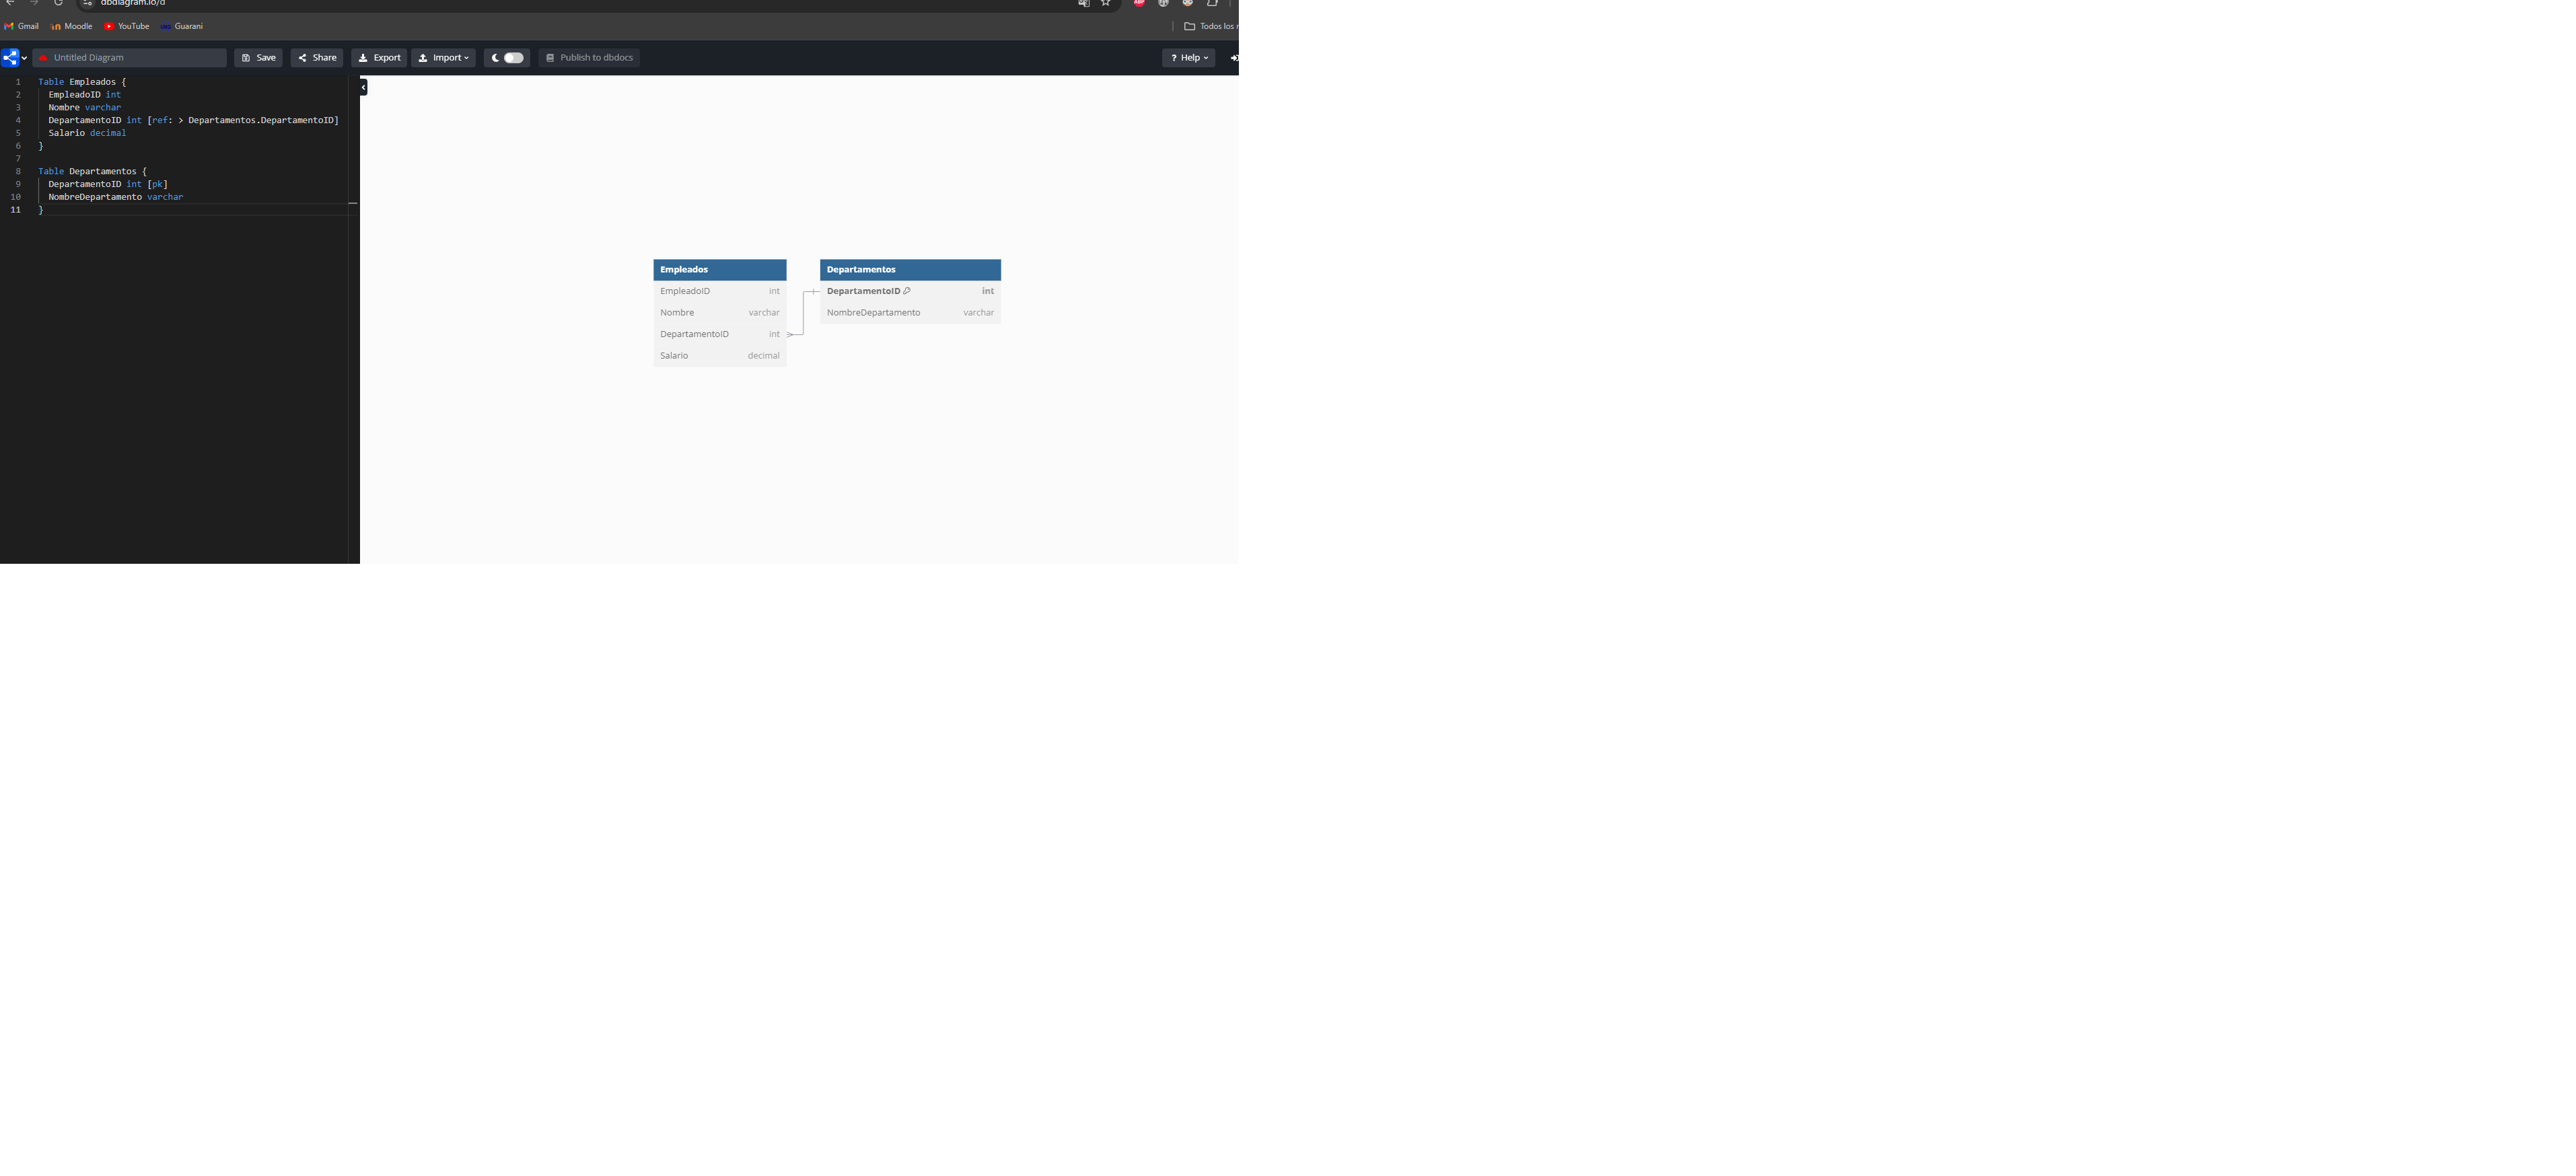 dbdiagram.io/d
Gmail Moodle YouTube Guarani Todos los
Untitled Diagram Save Share Export Import Publish to dbdocs ? Help
1 Table Empleados {
2 EmpleadoID int
3 Nombre varchar
4 DepartamentoID int [ref: > Departamentos.DepartamentoID]
5 Salario decimal
6 }
7
8 Table Departamentos {
9 DepartamentoID int [pk]
10 NombreDepartamento varchar
11 }
Empleados
EmpleadoID int
Nombre varchar
DepartamentoID int
Salario decimal
Departamentos
DepartamentoID int
NombreDepartamento varchar